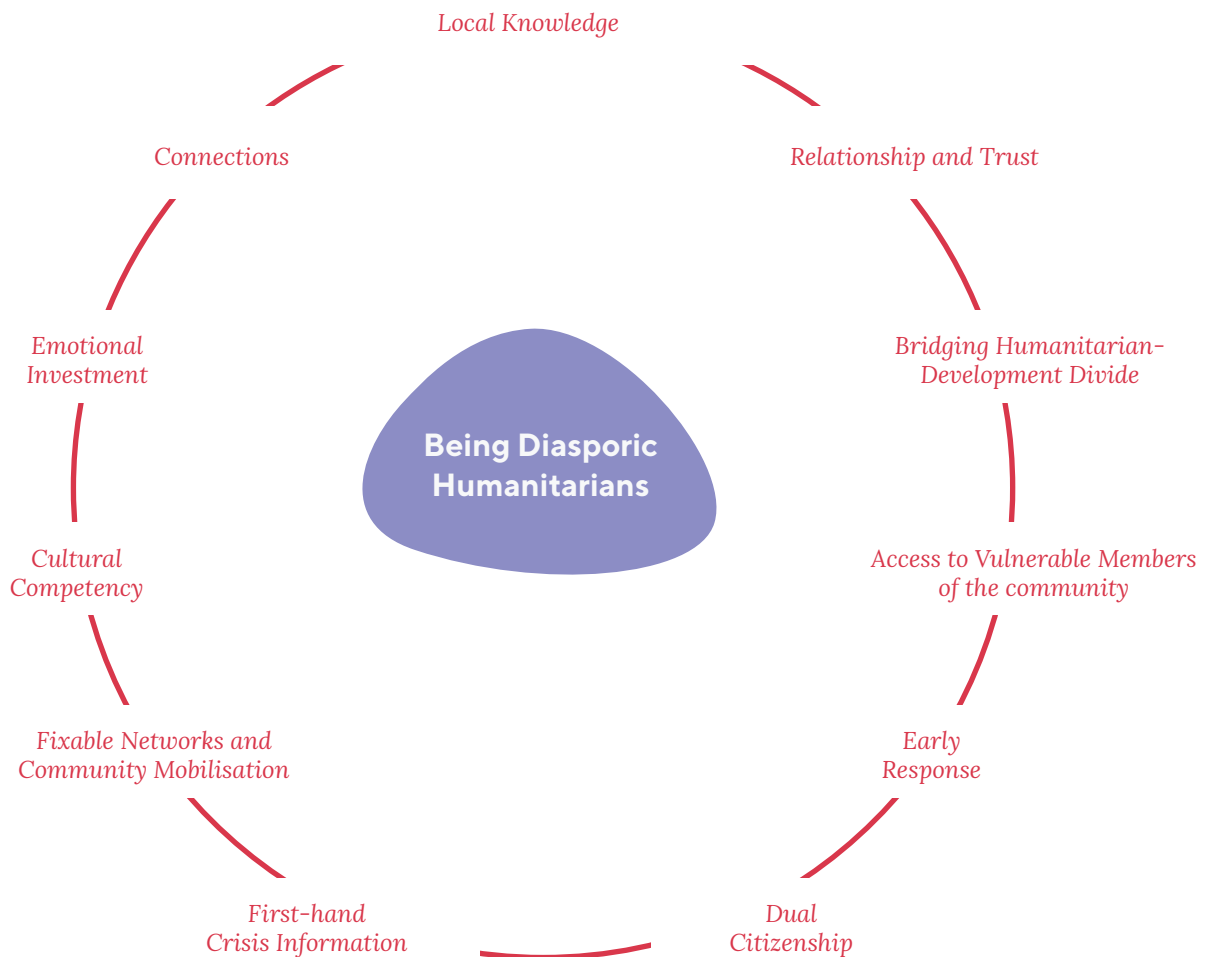 Local Knowledge
Connections
Relationship and Trust
Emotional
Investment
Bridging Humanitarian-
Development Divide
Being Diasporic
Humanitarians
Cultural
Competency
Access to Vulnerable Members
of the community
Fixable Networks and
Community Mobilisation
Early
Response
First-hand
Crisis Information
Dual
Citizenship